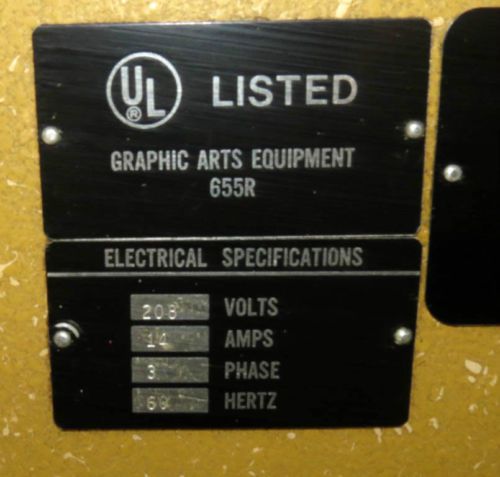 UL® LISTED
GRAPHIC ARTS EQUIPMENT
655R
ELECTRICAL SPECIFICATIONS
208 VOLTS
14 AMPS
3 PHASE
60 HERTZ